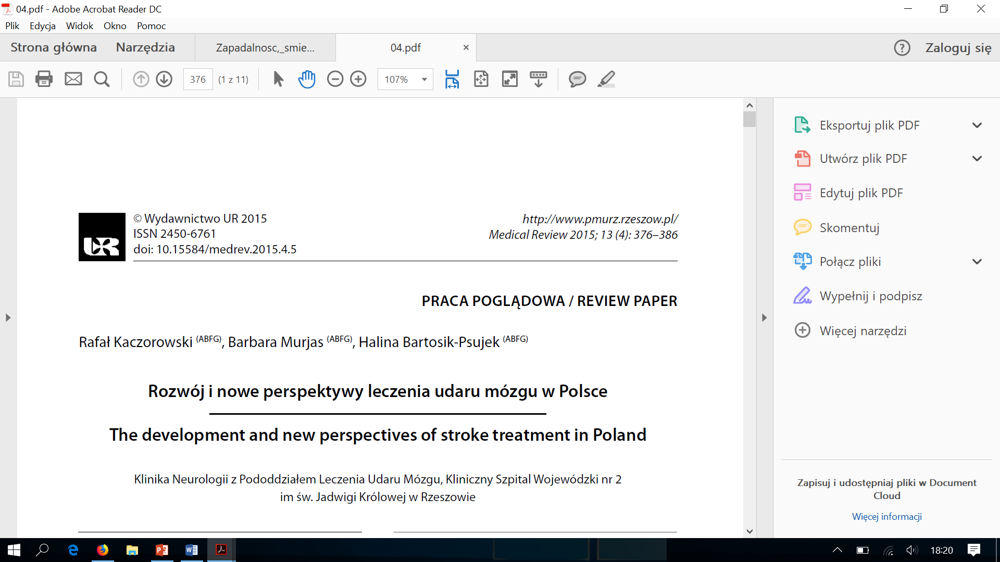 04.pdf - Adobe Acrobat Reader DC
Plik Edycja Widok Okno Pomoc
Strona główna Narzędzia Zapadalnosc,_smie... 04.pdf Zaloguj się
376 (1 z 11) 107%
© Wydawnictwo UR 2015
ISSN 2450-6761
doi: 10.15584/medrev.2015.4.5
http://www.pmurz.rzeszow.pl/
Medical Review 2015; 13 (4): 376–386
UR
PRACA POGLĄDOWA / REVIEW PAPER
Rafał Kaczorowski (ABFG), Barbara Murjas (ABFG), Halina Bartosik-Psujek (ABFG)
Rozwój i nowe perspektywy leczenia udaru mózgu w Polsce
The development and new perspectives of stroke treatment in Poland
Klinika Neurologii z Pododdziałem Leczenia Udaru Mózgu, Kliniczny Szpital Wojewódzki nr 2
im św. Jadwigi Królowej w Rzeszowie
Eksportuj plik PDF
Utwórz plik PDF
Edytuj plik PDF
Skomentuj
Połącz pliki
Wypełnij i podpisz
Więcej narzędzi
Zapisuj i udostępniaj pliki w Document
Cloud
Więcej informacji
18:20